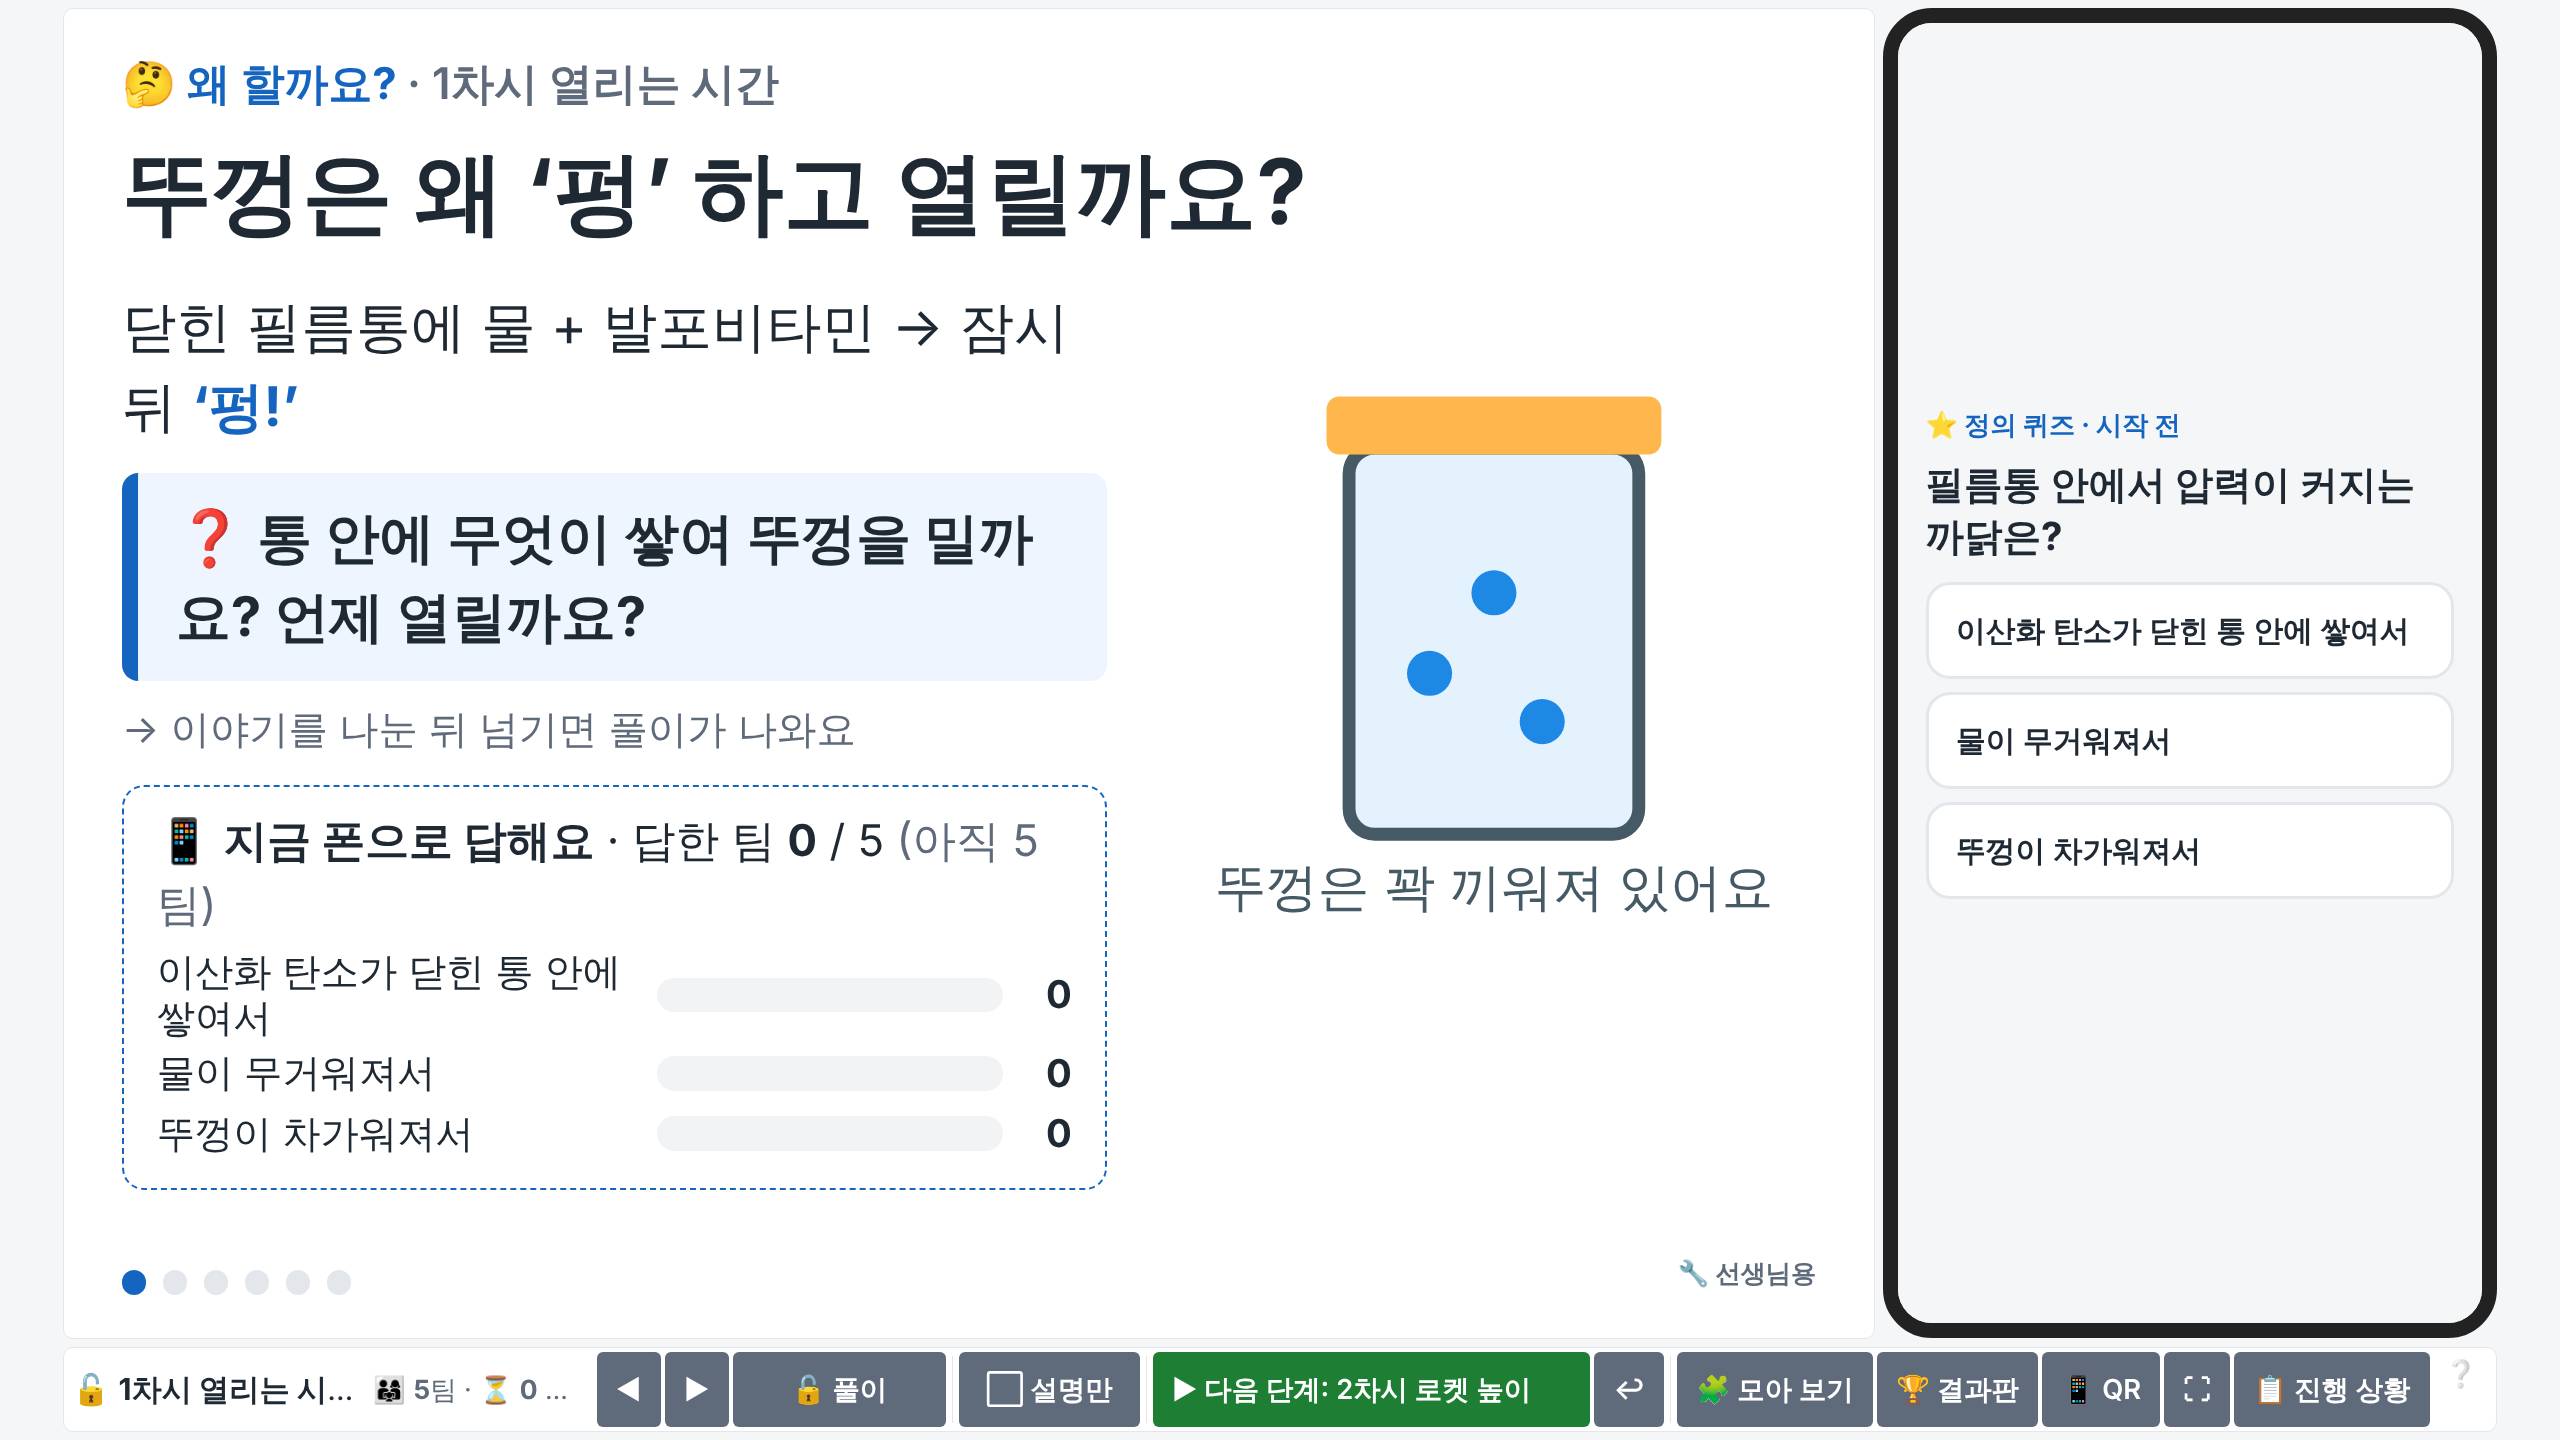 🤔 왜 할까요? · 1차시 열리는 시간
뚜껑은 왜 ‘펑’ 하고 열릴까요?
닫힌 필름통에 물 + 발포비타민 → 잠시
뒤 ‘펑!’
❓ 통 안에 무엇이 쌓여 뚜껑을 밀까
요? 언제 열릴까요?
→ 이야기를 나눈 뒤 넘기면 풀이가 나와요
📱 지금 폰으로 답해요 · 답한 팀 0 / 5 (아직 5
팀)
이산화 탄소가 닫힌 통 안에
쌓여서
0
물이 무거워져서
0
뚜껑이 차가워져서
0
뚜껑은 꽉 끼워져 있어요
🔧 선생님용
⭐ 정의 퀴즈 · 시작 전
필름통 안에서 압력이 커지는
까닭은?
이산화 탄소가 닫힌 통 안에 쌓여서
물이 무거워져서
뚜껑이 차가워져서
🔓 1차시 열리는 시...
👨‍👩‍👧 5팀 · ⏳ 0 ...
◀
▶
🔓 풀이
설명만
▶ 다음 단계: 2차시 로켓 높이
↩
🧩 모아 보기
🏆 결과판
📱 QR
⛶
📋 진행 상황
❔